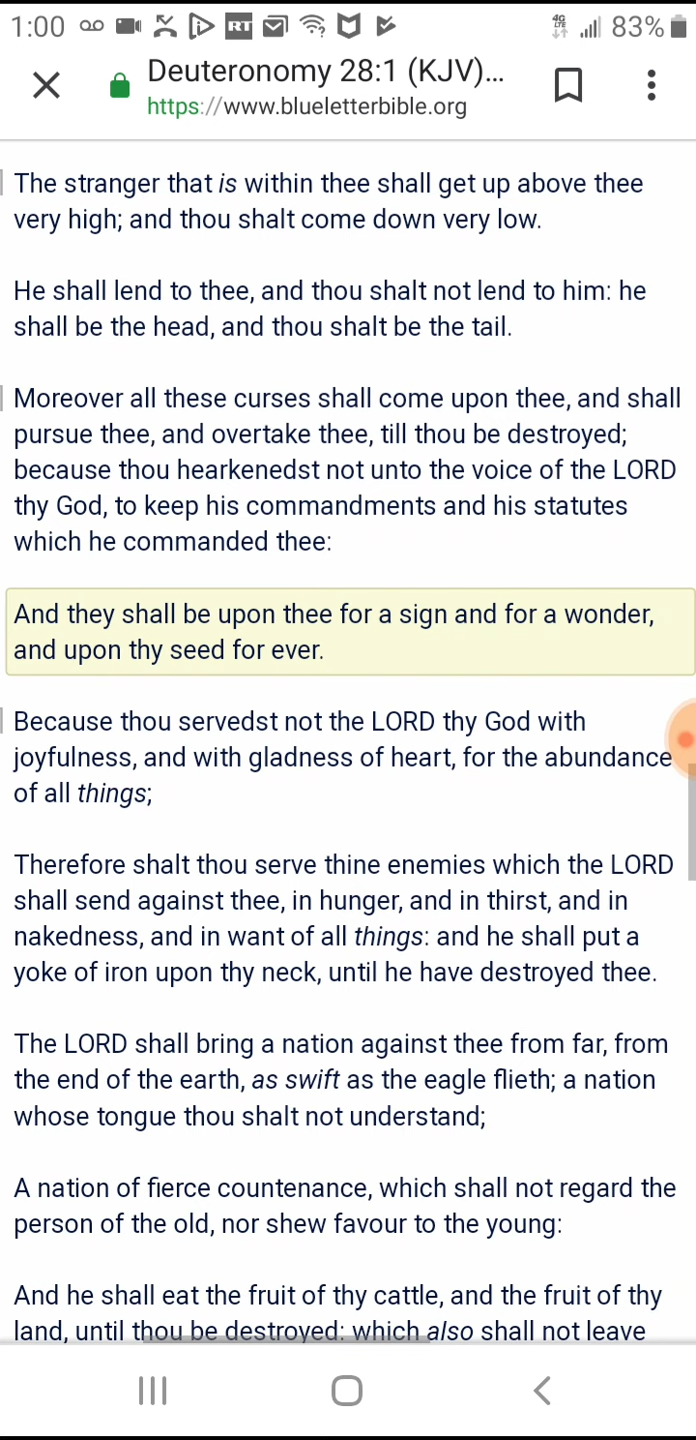 1:00 RT 4G LTE 83%
Deuteronomy 28:1 (KJV)...
https://www.blueletterbible.org
The stranger that is within thee shall get up above thee
very high; and thou shalt come down very low.
He shall lend to thee, and thou shalt not lend to him: he
shall be the head, and thou shalt be the tail.
Moreover all these curses shall come upon thee, and shall
pursue thee, and overtake thee, till thou be destroyed;
because thou hearkenedst not unto the voice of the LORD
thy God, to keep his commandments and his statutes
which he commanded thee:
And they shall be upon thee for a sign and for a wonder,
and upon thy seed for ever.
Because thou servedst not the LORD thy God with
joyfulness, and with gladness of heart, for the abundance
of all things;
Therefore shalt thou serve thine enemies which the LORD
shall send against thee, in hunger, and in thirst, and in
nakedness, and in want of all things: and he shall put a
yoke of iron upon thy neck, until he have destroyed thee.
The LORD shall bring a nation against thee from far, from
the end of the earth, as swift as the eagle flieth; a nation
whose tongue thou shalt not understand;
A nation of fierce countenance, which shall not regard the
person of the old, nor shew favour to the young:
And he shall eat the fruit of thy cattle, and the fruit of thy
land, until thou be destroyed: which also shall not leave